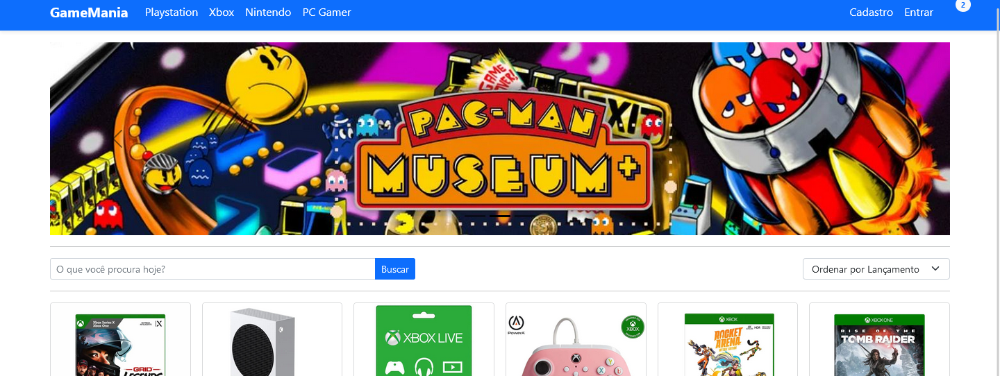 GameMania Playstation Xbox Nintendo PC Gamer Cadastro Entrar 2
GAME
OVER!
PAC-MAN
MUSEUM+
O que você procura hoje? Buscar Ordenar por Lançamento
Xbox Series X
Xbox One
GRID
LEGENDS
XBOX LIVE
POWERA
XBOX
XBOX
ROCKET
ARENA
XBOX ONE
RISE OF THE
TOMB RAIDER